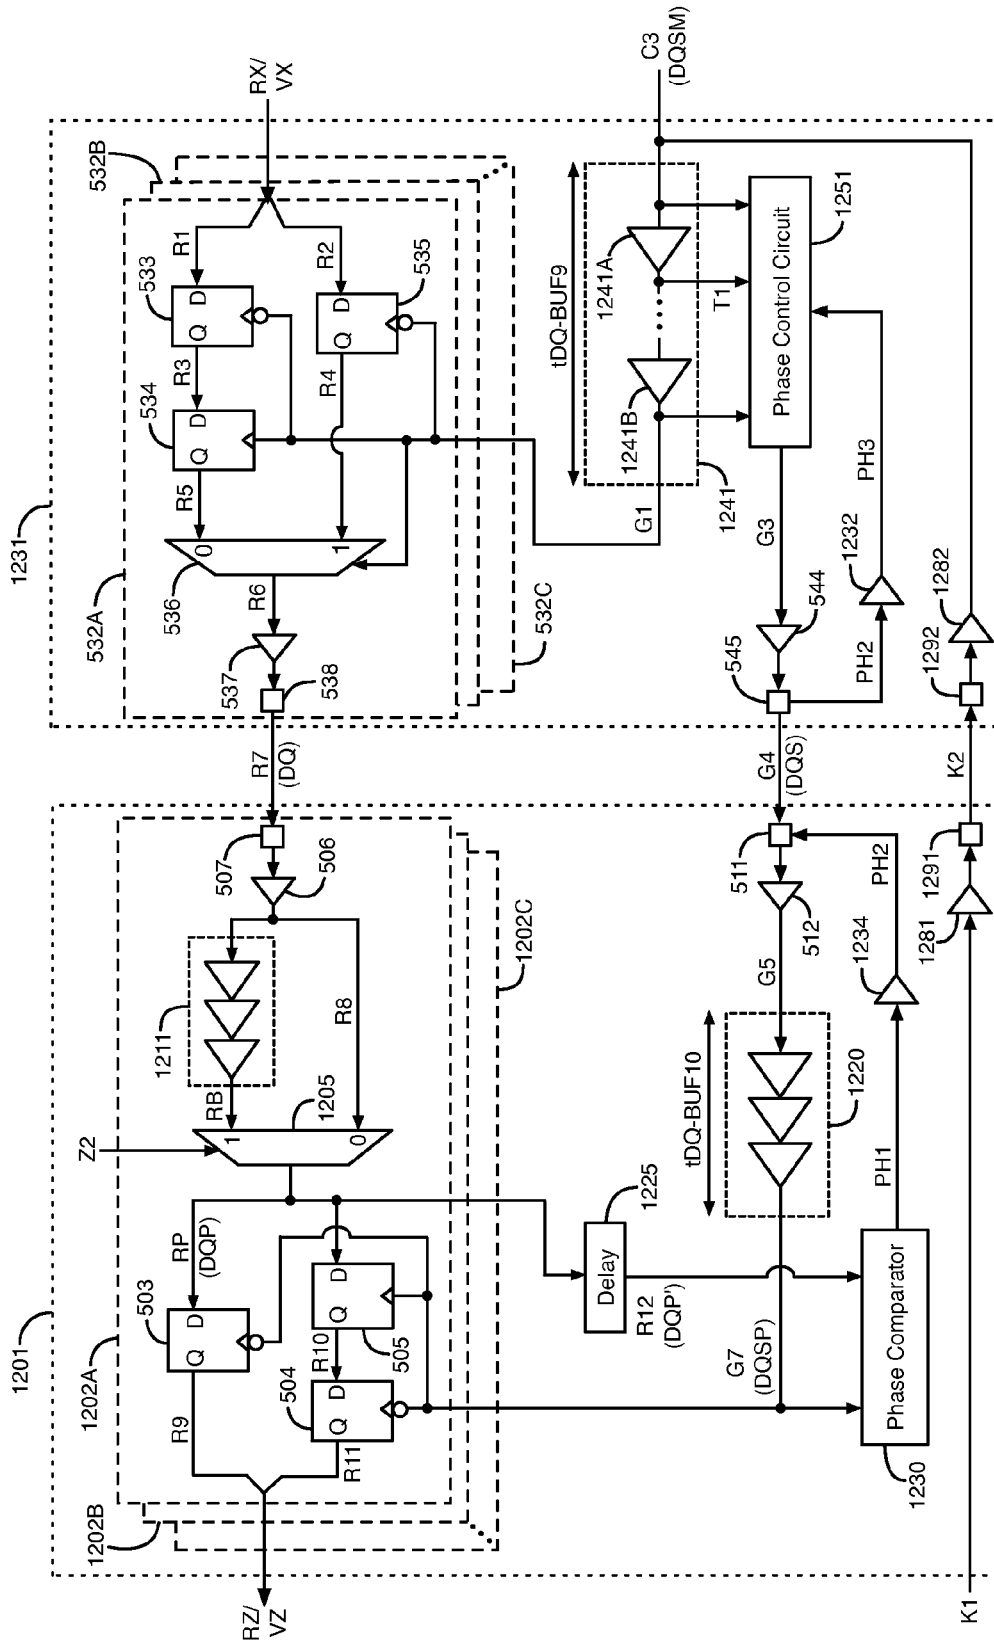 1201
1202A
1202B
RZ/
VZ
R9
503
Q
D
RP
(DQP)
Z2
RB
1211
1
1205
0
R8
507
506
504
Q
D
R11
R10
505
Q
D
1202C
Delay
1225
R12
(DQP')
G7
(DQSP)
tDQ-BUF10
1220
G5
511
512
Phase Comparator
1230
PH1
1234
PH2
K1
1281
1291
K2
R7
(DQ)
G4
(DQS)
1231
532A
532B
532C
RX/
VX
R1
533
Q
D
R2
535
Q
D
R3
534
Q
D
R4
R5
536
0
1
R6
537
538
C3
(DQSM)
tDQ-BUF9
1241A
1241B
1241
G1
T1
Phase Control Circuit
1251
G3
544
545
PH2
1232
PH3
1292
1282